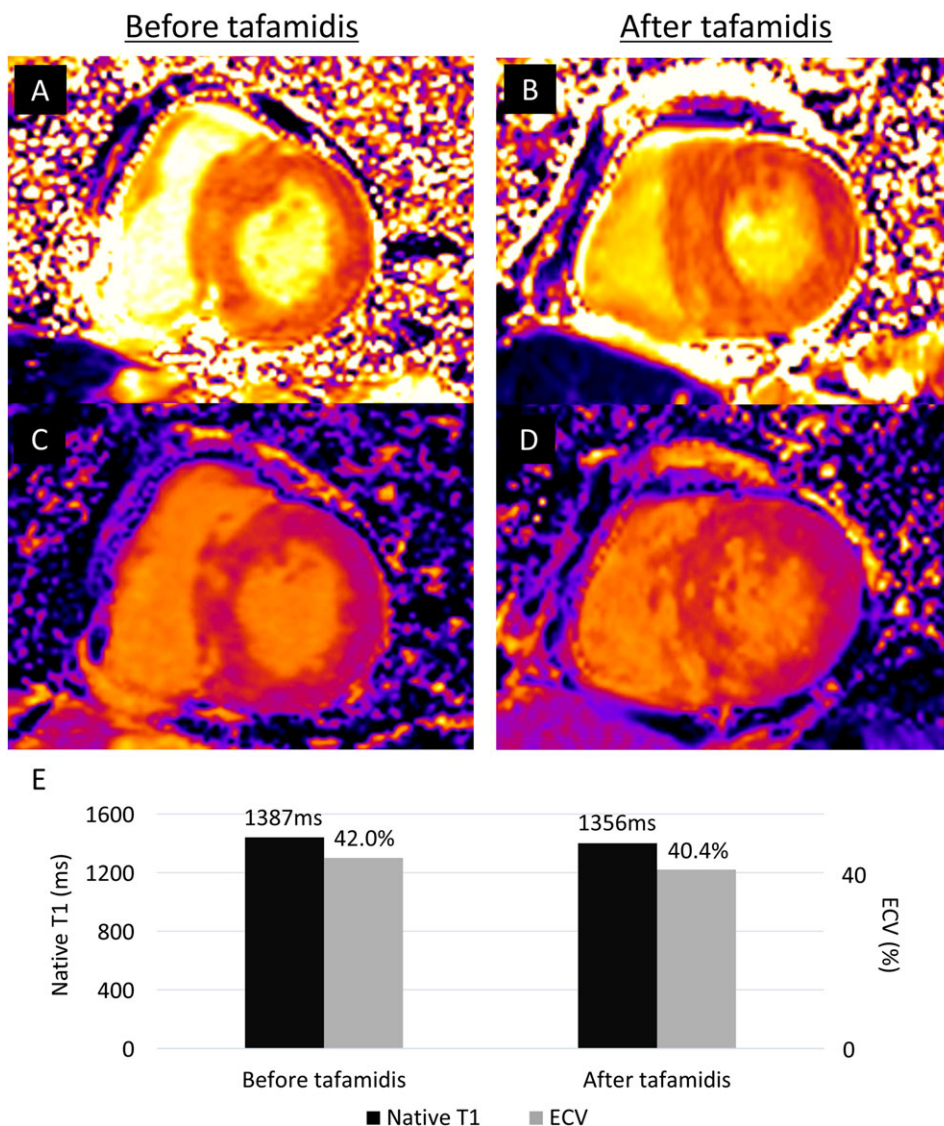 Before tafamidis After tafamidis
A B
C D
E
1600
1200
800
400
0
Native T1 (ms)
1387ms
42.0%
1356ms
40.4%
40
0
ECV (%)
Before tafamidis After tafamidis
Native T1 ECV